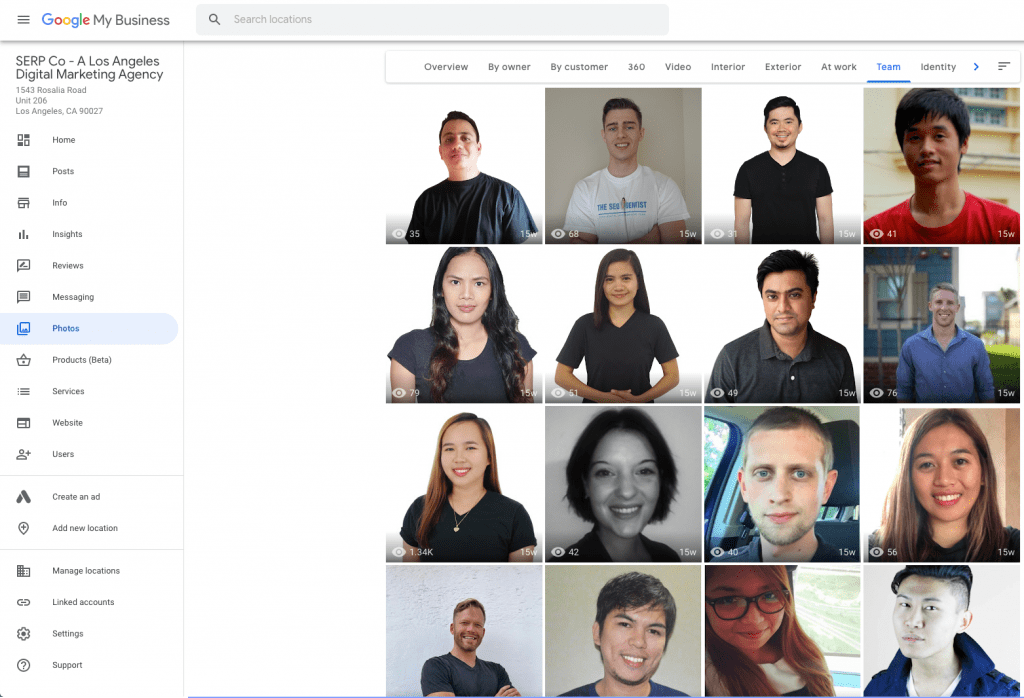 Google My Business
Search locations
SERP Co - A Los Angeles
Digital Marketing Agency
1543 Rosalia Road
Unit 206
Los Angeles, CA 90027
Home
Posts
Info
Insights
Reviews
Messaging
Photos
Products (Beta)
Services
Website
Users
Create an ad
Add new location
Manage locations
Linked accounts
Settings
Support
Overview By owner By customer 360 Video Interior Exterior At work Team Identity
THE SEO
35 15w 68 15w 31 15w 41 15w
79 15w 51 15w 49 15w 76 15w
1.34K 15w 42 15w 40 15w 56 15w